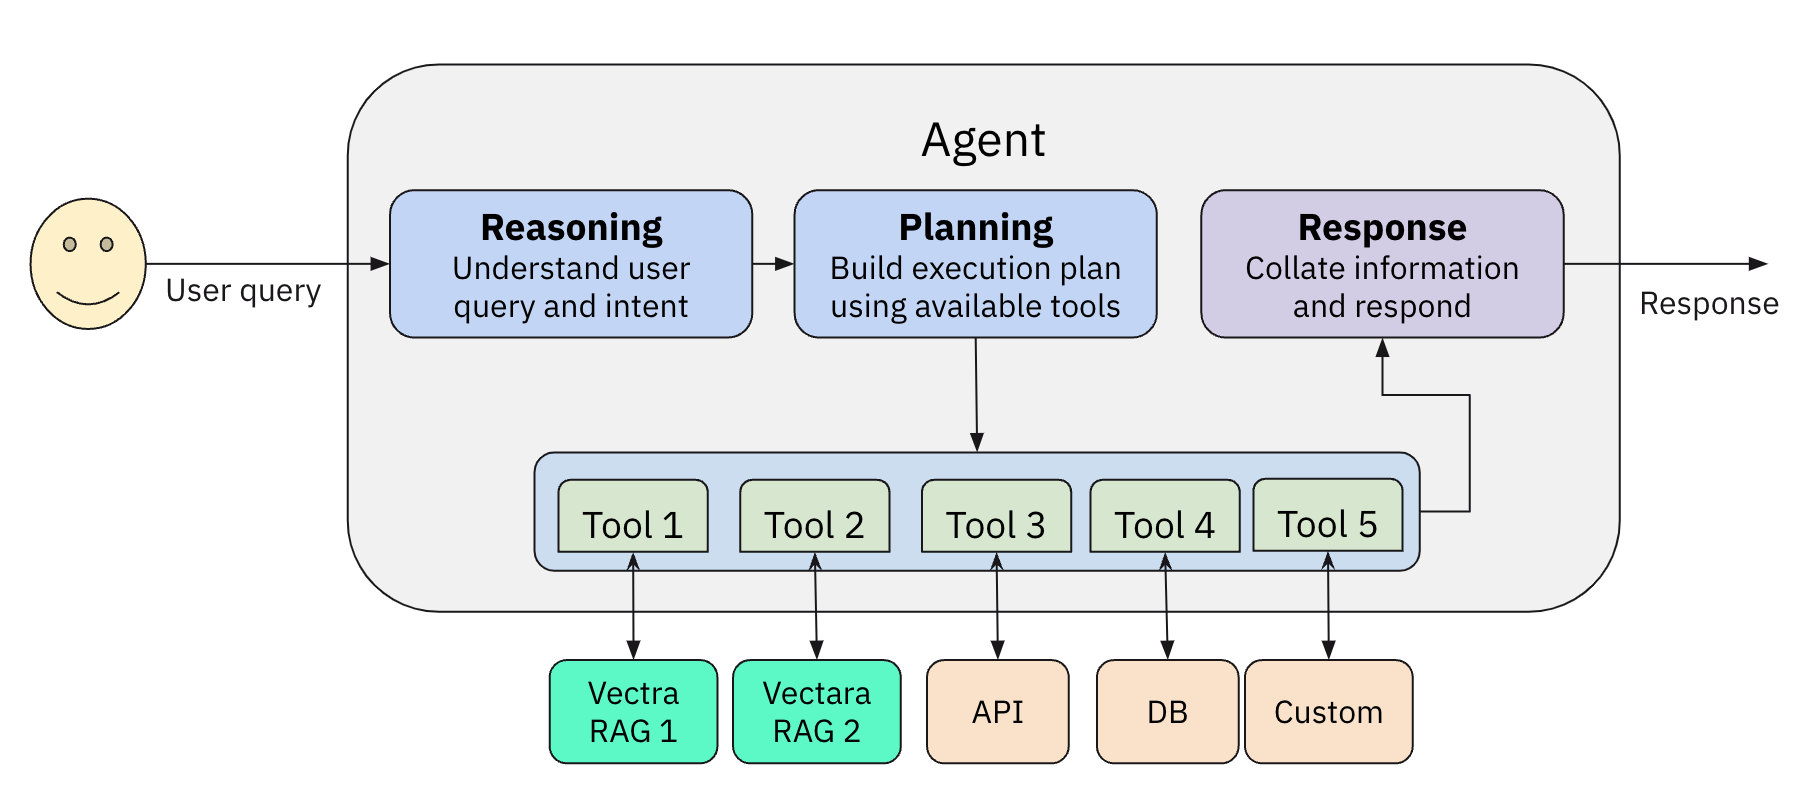 Agent
Reasoning
Understand user
query and intent
Planning
Build execution plan
using available tools
Response
Collate information
and respond
User query
Response
Tool 1
Tool 2
Tool 3
Tool 4
Tool 5
Vectra
RAG 1
Vectara
RAG 2
API
DB
Custom